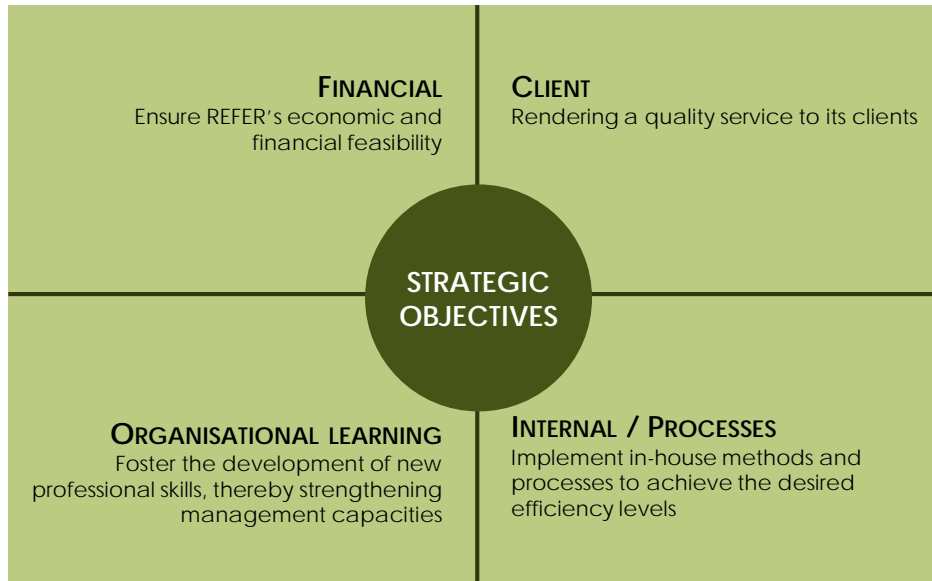 FINANCIAL
Ensure REFER's economic and
financial feasibility
CLIENT
Rendering a quality service to its clients
STRATEGIC
OBJECTIVES
ORGANISATIONAL LEARNING
Foster the development of new
professional skills, thereby strengthening
management capacities
INTERNAL / PROCESSES
Implement in-house methods and
processes to achieve the desired
efficiency levels